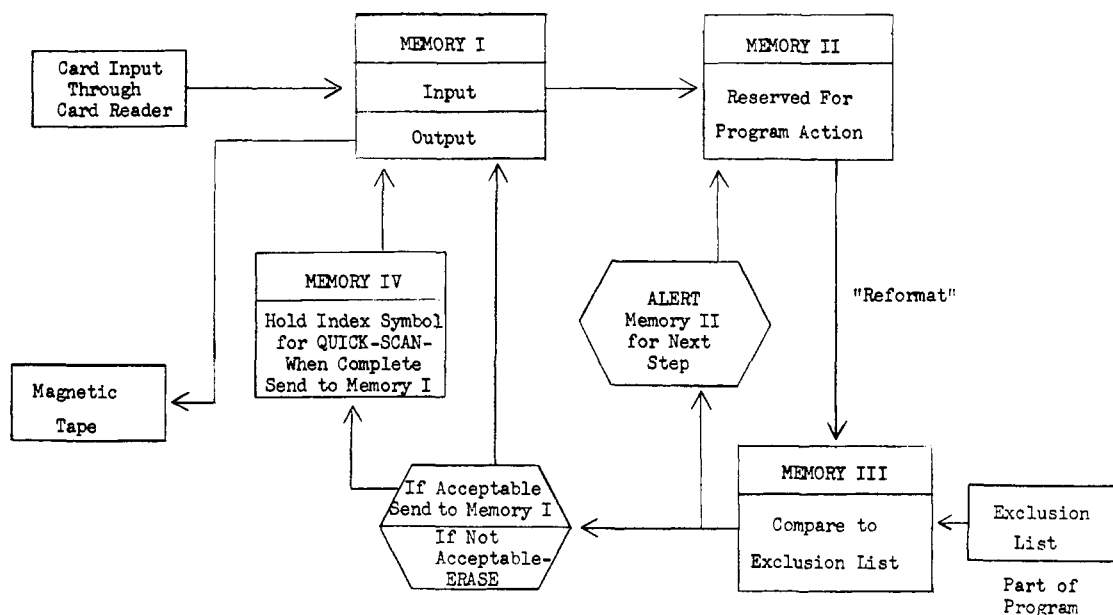 Card Input
Through
Card Reader
MEMORY I
Input
Output
MEMORY II
Reserved For
Program Action
MEMORY IV
Hold Index Symbol
for QUICK-SCAN-
When Complete
Send to Memory I
ALERT
Memory II
for Next
Step
"Reformat"
Magnetic
Tape
If Acceptable
Send to Memory I
If Not
Acceptable-
ERASE
MEMORY III
Compare to
Exclusion List
Exclusion
List
Part of
Program